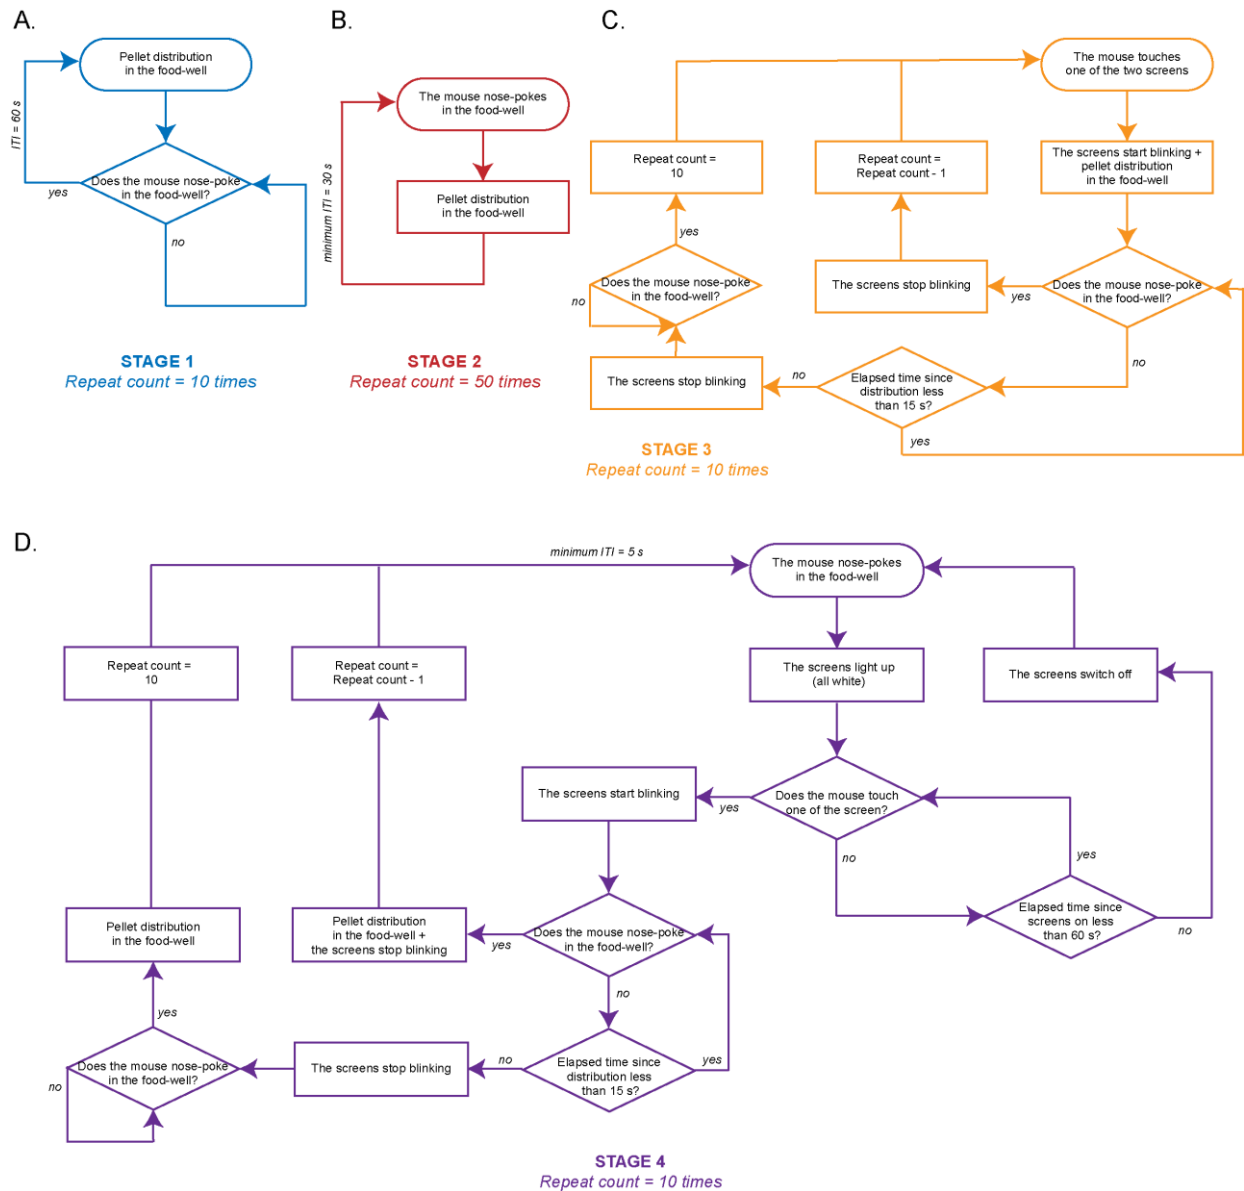 A.
Pellet distribution
in the food-well
ITI = 60 s
Does the mouse nose-poke
in the food-well?
yes
no
STAGE 1
Repeat count = 10 times
B.
The mouse nose-pokes
in the food-well
minimum ITI = 30 s
Pellet distribution
in the food-well
STAGE 2
Repeat count = 50 times
C.
The mouse touches
one of the two screens
Repeat count =
10
Repeat count =
Repeat count - 1
The screens start blinking +
pellet distribution
in the food-well
yes
Does the mouse nose-poke
in the food-well?
no
The screens stop blinking
yes
Does the mouse nose-poke
in the food-well?
no
The screens stop blinking
no
Elapsed time since
distribution less
than 15 s?
yes
STAGE 3
Repeat count = 10 times
D.
minimum ITI = 5 s
The mouse nose-pokes
in the food-well
Repeat count =
10
Repeat count =
Repeat count - 1
The screens light up
(all white)
The screens switch off
The screens start blinking
yes
Does the mouse touch
one of the screen?
no
yes
Elapsed time since
screens on less
than 60 s?
no
Pellet distribution
in the food-well
Pellet distribution
in the food-well +
the screens stop blinking
yes
Does the mouse nose-poke
in the food-well?
no
yes
Does the mouse nose-poke
in the food-well?
no
The screens stop blinking
no
Elapsed time since
distribution less
than 15 s?
yes
STAGE 4
Repeat count = 10 times